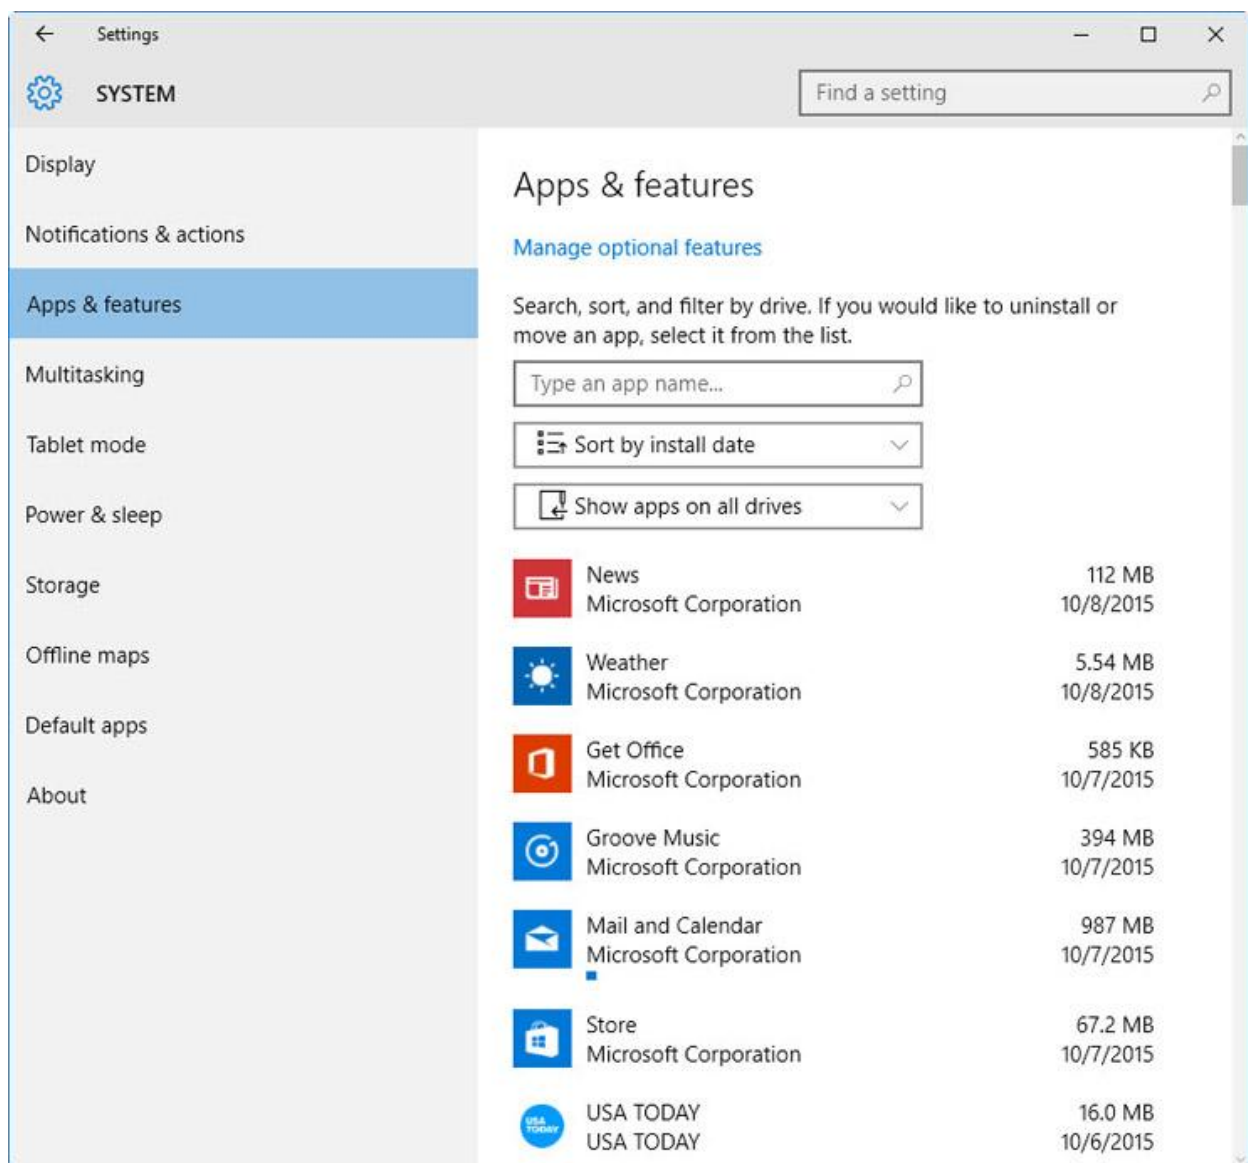 Settings
SYSTEM
Find a setting
Display
Notifications & actions
Apps & features
Multitasking
Tablet mode
Power & sleep
Storage
Offline maps
Default apps
About
Apps & features
Manage optional features
Search, sort, and filter by drive. If you would like to uninstall or
move an app, select it from the list.
Type an app name...
Sort by install date
Show apps on all drives
News 112 MB
Microsoft Corporation 10/8/2015
Weather 5.54 MB
Microsoft Corporation 10/8/2015
Get Office 585 KB
Microsoft Corporation 10/7/2015
Groove Music 394 MB
Microsoft Corporation 10/7/2015
Mail and Calendar 987 MB
Microsoft Corporation 10/7/2015
Store 67.2 MB
Microsoft Corporation 10/7/2015
USA TODAY
USA TODAY 16.0 MB
USA TODAY 10/6/2015